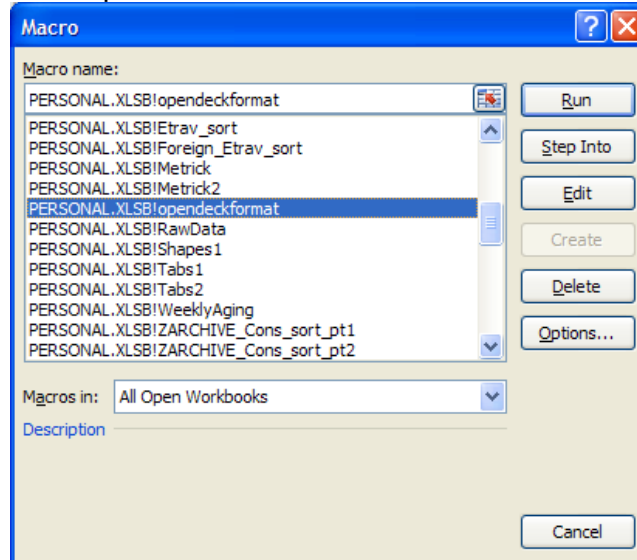 Macro
Macro name:
PERSONAL.XLSB!opendeckformat
Run
PERSONAL.XLSB!Etrav_sort
PERSONAL.XLSB!Foreign_Etrav_sort
PERSONAL.XLSB!Metrick
PERSONAL.XLSB!Metrick2
PERSONAL.XLSB!opendeckformat
PERSONAL.XLSB!RawData
PERSONAL.XLSB!Shapes1
PERSONAL.XLSB!Tabs1
PERSONAL.XLSB!Tabs2
PERSONAL.XLSB!WeeklyAging
PERSONAL.XLSB!ZARCHIVE_Cons_sort_pt1
PERSONAL.XLSB!ZARCHIVE_Cons_sort_pt2
Step Into
Edit
Create
Delete
Options...
Macros in: All Open Workbooks
Description
Cancel